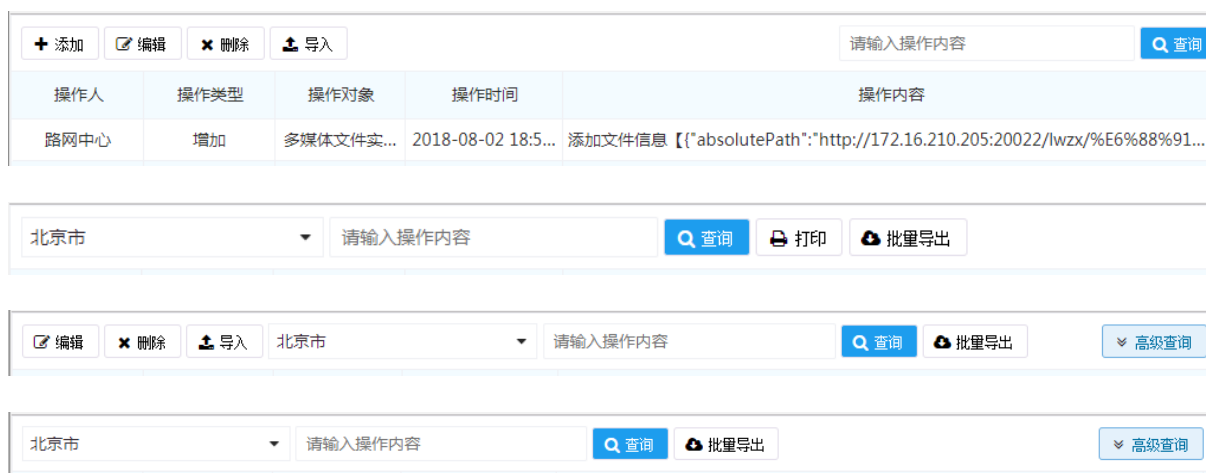 添加 编辑 删除 导入 请输入操作内容 查询
操作人 操作类型 操作对象 操作时间 操作内容
路网中心 增加 多媒体文件实... 2018-08-02 18:5... 添加文件信息【{"absolutePath":"http://172.16.210.205:20022/lwzx/%E6%88%91...
北京市 请输入操作内容 查询 打印 批量导出
编辑 删除 导入 北京市 请输入操作内容 查询 批量导出 高级查询
北京市 请输入操作内容 查询 批量导出 高级查询